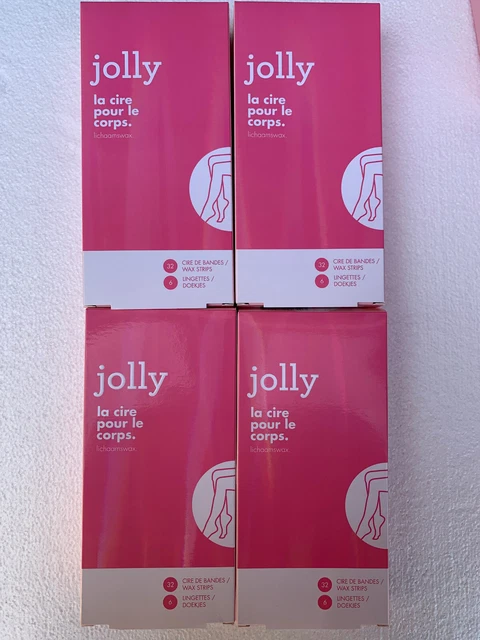 jolly
la cire
pour le
corps.
lichaamswax.
32 CIRE DE BANDES /
WAX STRIPS
6 LINGETTES /
DOEKJES
jolly
la cire
pour le
corps.
lichaamswax.
32 CIRE DE BANDES /
WAX STRIPS
6 LINGETTES /
DOEKJES
jolly
la cire
pour le
corps.
lichaamswax.
32 CIRE DE BANDES /
WAX STRIPS
6 LINGETTES /
DOEKJES
jolly
la cire
pour le
corps.
lichaamswax.
32 CIRE DE BANDES /
WAX STRIPS
6 LINGETTES /
DOEKJES